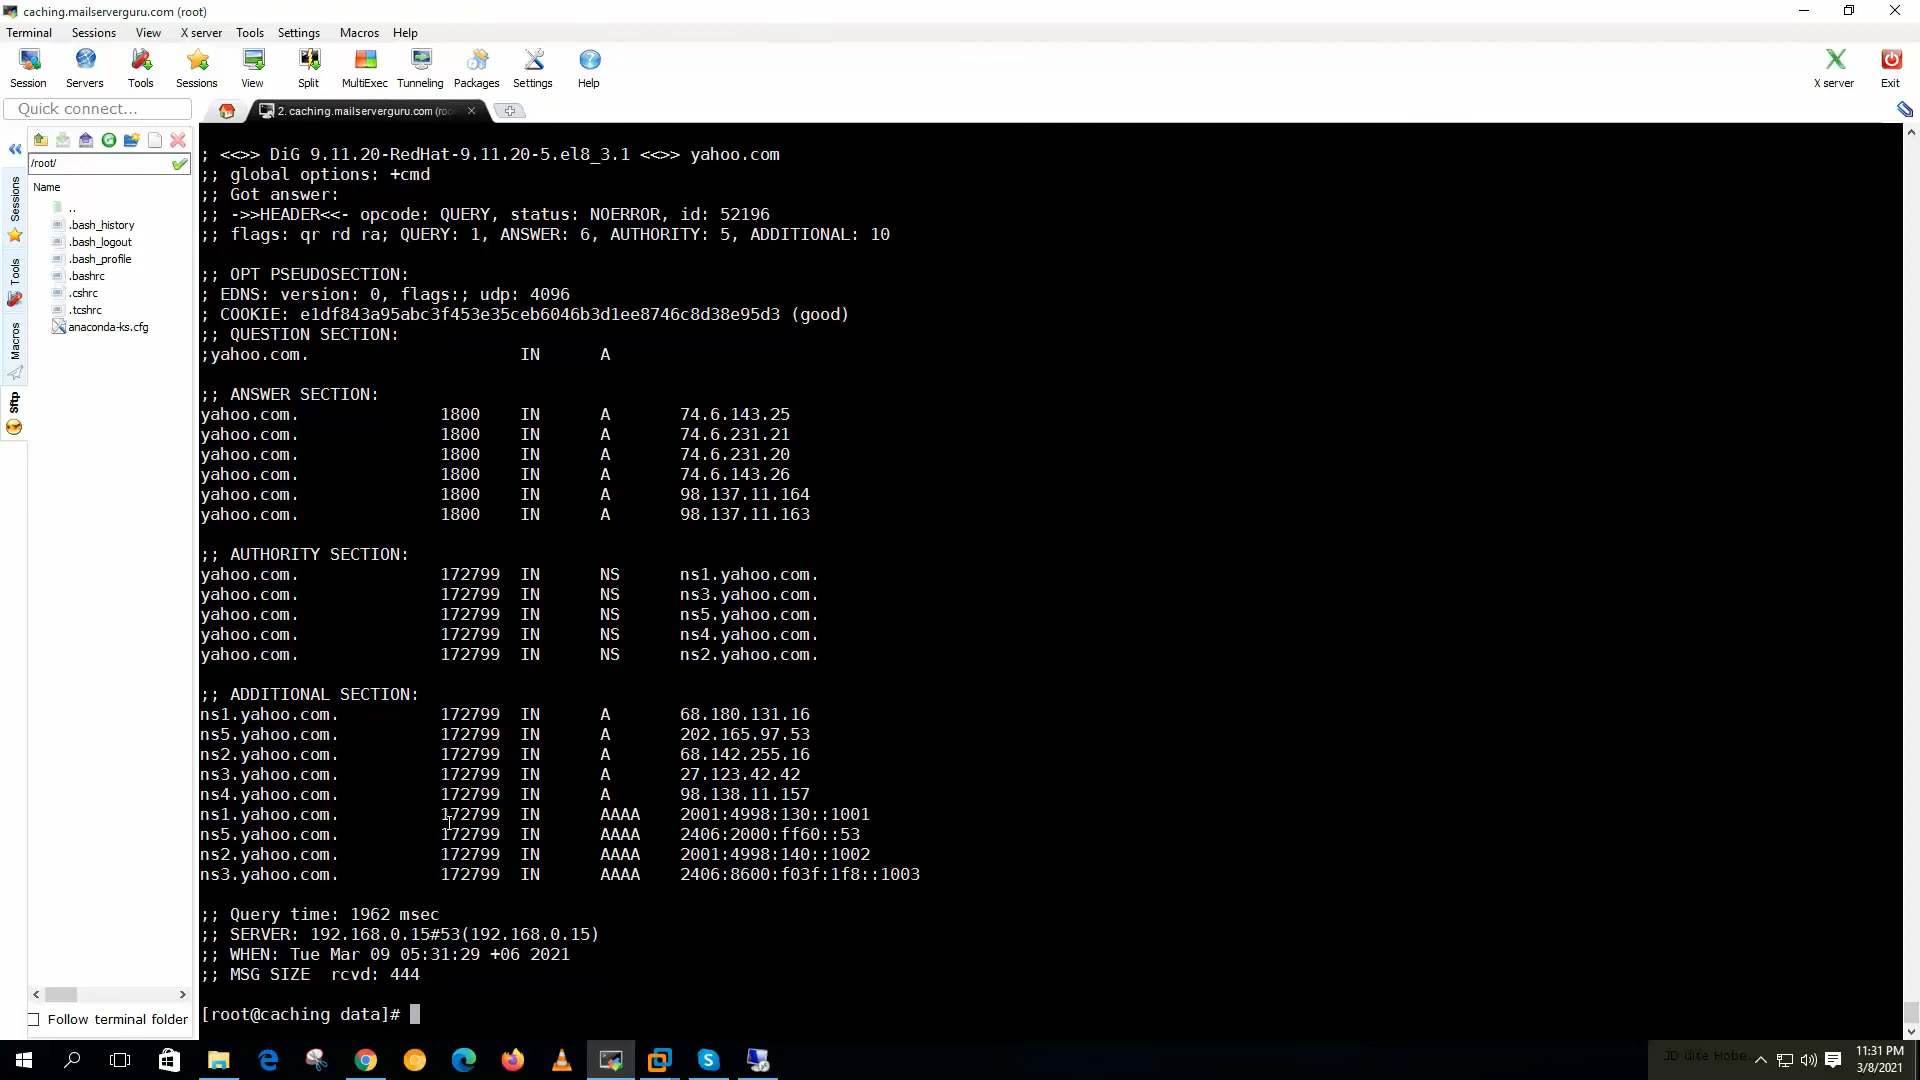 caching.mailserverguru.com (root)
Terminal Sessions View X server Tools Settings Macros Help
Session Servers Tools Sessions View Split MultiExec Tunneling Packages Settings Help X server Exit
Quick connect...
2. caching.mailserverguru.com (roo
/root/
Name
..
.bash_history
.bash_logout
.bash_profile
.bashrc
.cshrc
.tcshrc
anaconda-ks.cfg
Sessions
Tools
Macros
Sftp
Follow terminal folder
; <<>> DiG 9.11.20-RedHat-9.11.20-5.el8_3.1 <<>> yahoo.com
;; global options: +cmd
;; Got answer:
;; ->>HEADER<<- opcode: QUERY, status: NOERROR, id: 52196
;; flags: qr rd ra; QUERY: 1, ANSWER: 6, AUTHORITY: 5, ADDITIONAL: 10
;; OPT PSEUDOSECTION:
; EDNS: version: 0, flags:; udp: 4096
; COOKIE: e1df843a95abc3f453e35ceb6046b3d1ee8746c8d38e95d3 (good)
;; QUESTION SECTION:
;yahoo.com. IN A
;; ANSWER SECTION:
yahoo.com. 1800 IN A 74.6.143.25
yahoo.com. 1800 IN A 74.6.231.21
yahoo.com. 1800 IN A 74.6.231.20
yahoo.com. 1800 IN A 74.6.143.26
yahoo.com. 1800 IN A 98.137.11.164
yahoo.com. 1800 IN A 98.137.11.163
;; AUTHORITY SECTION:
yahoo.com. 172799 IN NS ns1.yahoo.com.
yahoo.com. 172799 IN NS ns3.yahoo.com.
yahoo.com. 172799 IN NS ns5.yahoo.com.
yahoo.com. 172799 IN NS ns4.yahoo.com.
yahoo.com. 172799 IN NS ns2.yahoo.com.
;; ADDITIONAL SECTION:
ns1.yahoo.com. 172799 IN A 68.180.131.16
ns5.yahoo.com. 172799 IN A 202.165.97.53
ns2.yahoo.com. 172799 IN A 68.142.255.16
ns3.yahoo.com. 172799 IN A 27.123.42.42
ns4.yahoo.com. 172799 IN A 98.138.11.157
ns1.yahoo.com. 172799 IN AAAA 2001:4998:130::1001
ns5.yahoo.com. 172799 IN AAAA 2406:2000:ff60::53
ns2.yahoo.com. 172799 IN AAAA 2001:4998:140::1002
ns3.yahoo.com. 172799 IN AAAA 2406:8600:f03f:1f8::1003
;; Query time: 1962 msec
;; SERVER: 192.168.0.15#53(192.168.0.15)
;; WHEN: Tue Mar 09 05:31:29 +06 2021
;; MSG SIZE rcvd: 444
[root@caching data]#
JD dite Hobe.
11:31 PM
3/8/2021